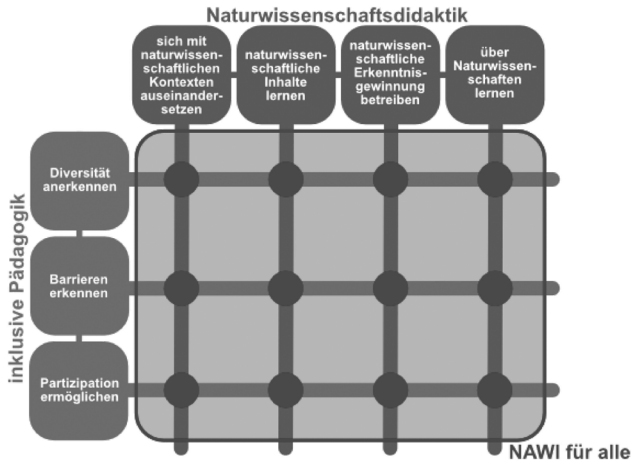 Naturwissenschaftsdidaktik
sich mit
naturwissen-
schaftlichen
Kontexten
auseinander-
setzen
naturwissen-
schaftliche
Inhalte
lernen
naturwissen-
schaftliche
Erkenntnis-
gewinnung
betreiben
über
Naturwissen-
schaften
lernen
inklusive Pädagogik
Diversität
anerkennen
Barrieren
erkennen
Partizipation
ermöglichen
NAWI für alle